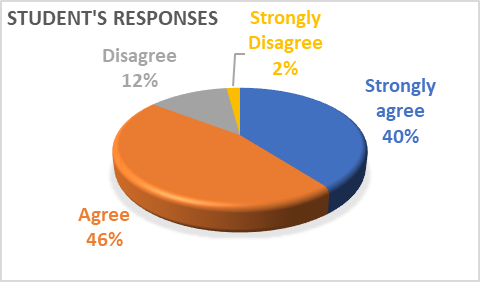 STUDENT'S RESPONSES
Strongly
Disagree
2%
Disagree
12%
Strongly
agree
40%
Agree
46%